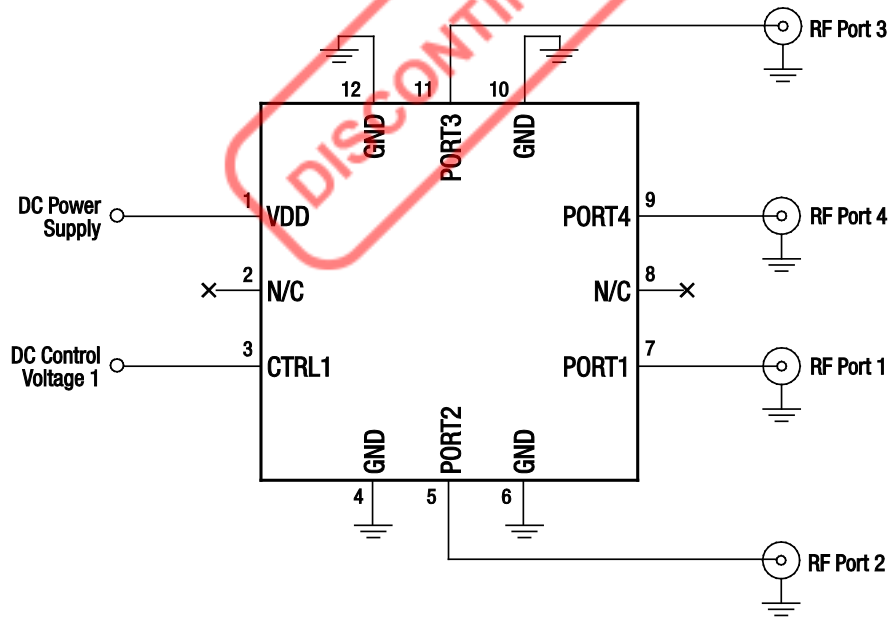 RF Port 3
12
11
10
GND
PORT3
GND
DISCONTIN
DC Power
Supply
1
VDD
PORT4
9
RF Port 4
2
N/C
N/C
8
DC Control
Voltage 1
3
CTRL1
PORT1
7
RF Port 1
GND
PORT2
GND
4
5
6
RF Port 2